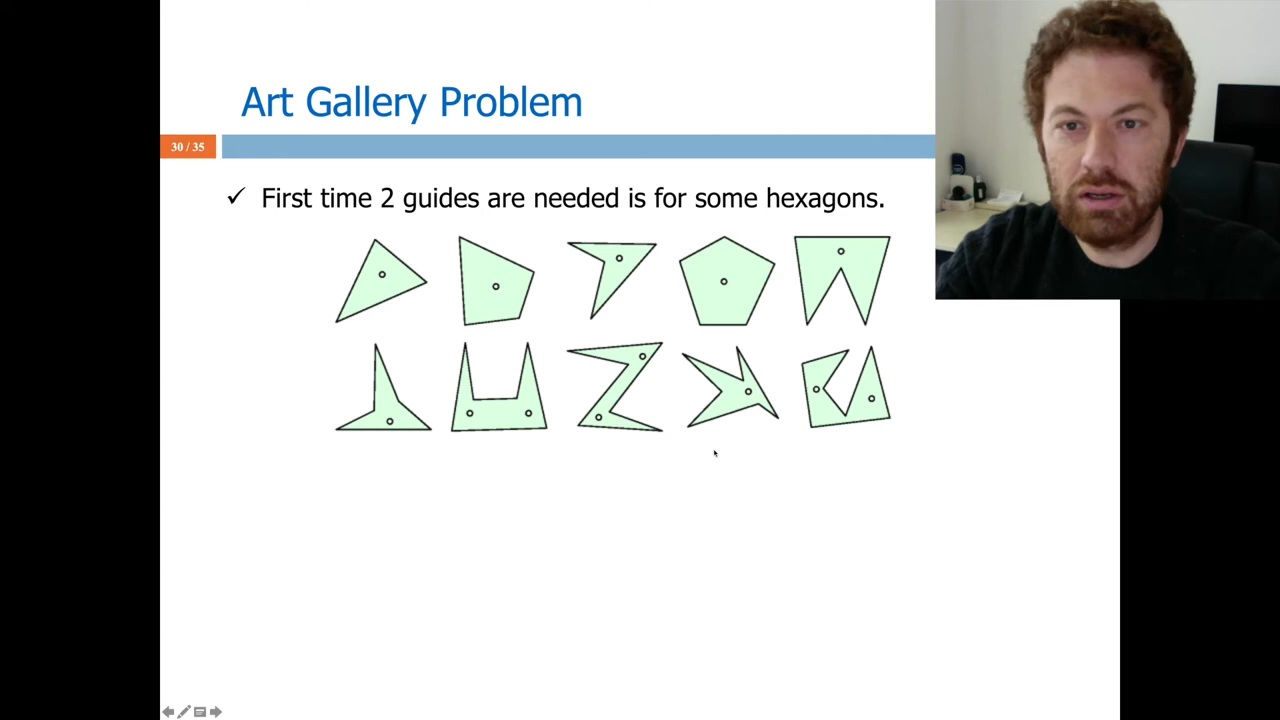 Art Gallery Problem
30 / 35
✓ First time 2 guides are needed is for some hexagons.